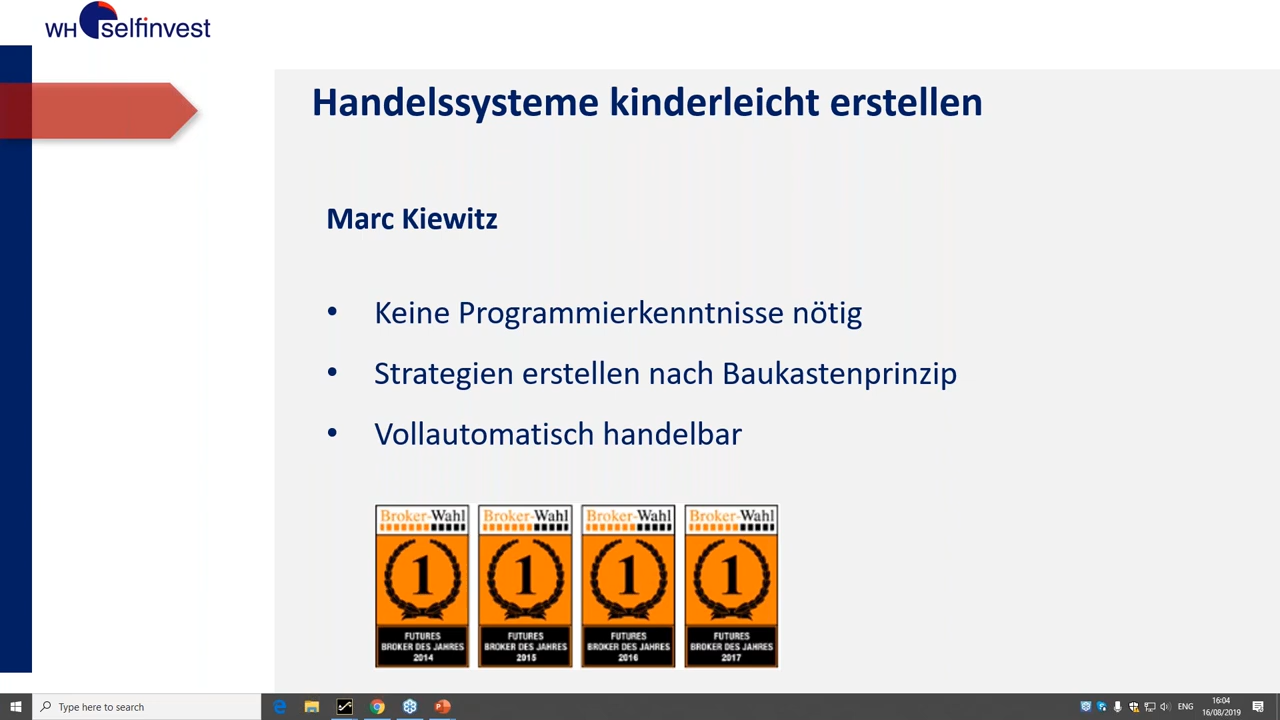 WH selfinvest
Handelssysteme kinderleicht erstellen
Marc Kiewitz
• Keine Programmierkenntnisse nötig
• Strategien erstellen nach Baukastenprinzip
• Vollautomatisch handelbar
Broker-Wahl Broker-Wahl Broker-Wahl Broker-Wahl
1 1 1 1
FUTURES FUTURES FUTURES FUTURES
BROKER DES JAHRES BROKER DES JAHRES BROKER DES JAHRES BROKER DES JAHRES
2014 2015 2016 2017
Type here to search
ENG
16:04
16/08/2019